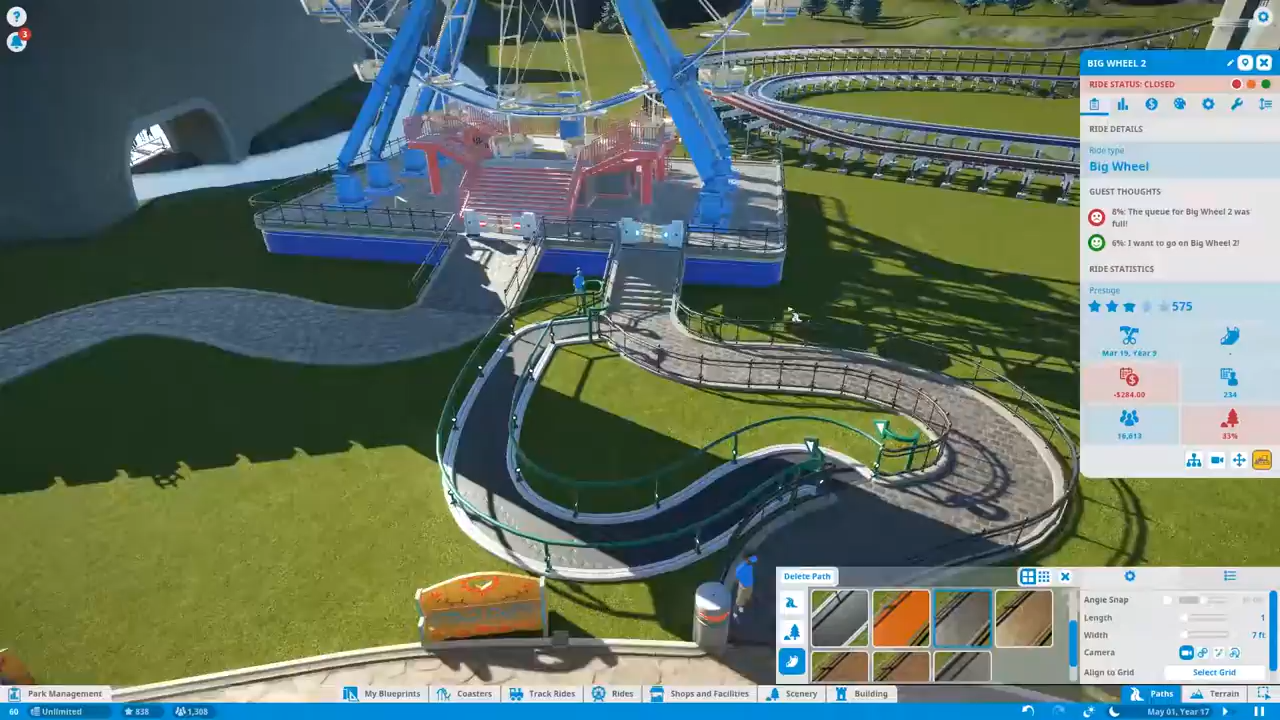 ?
3
BIG WHEEL 2
RIDE STATUS: CLOSED
RIDE DETAILS
Ride type
Big Wheel
GUEST THOUGHTS
8%: The queue for Big Wheel 2 was
full!
6%: I want to go on Big Wheel 2!
RIDE STATISTICS
Prestige
575
Mar 19, Year 9
-
-$284.00
234
16,613
33%
Delete Path
Angle Snap
Length 1
Width 7 ft
Camera
Align to Grid Select Grid
Park Management My Blueprints Coasters Track Rides Rides Shops and Facilities Scenery Building Paths Terrain
60 Unlimited 838 1,308 May 01, Year 17